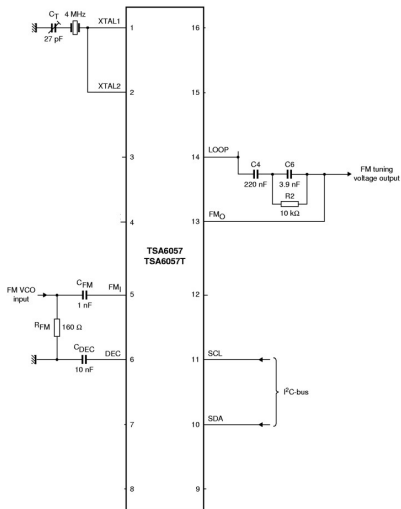 C_T 4 MHz XTAL1 1 16
27 pF
XTAL2 2 15
LOOP
3 14
C4 C6
220 nF 3.9 nF
FM tuning
voltage output
R2
10 kΩ
FM_O
4 13
TSA6057
TSA6057T
FM VCO
input
C_FM
1 nF
FM_I
5 12
R_FM 160 Ω
C_DEC
10 nF
DEC
6 11
SCL
I²C-bus
SDA
7 10
8 9